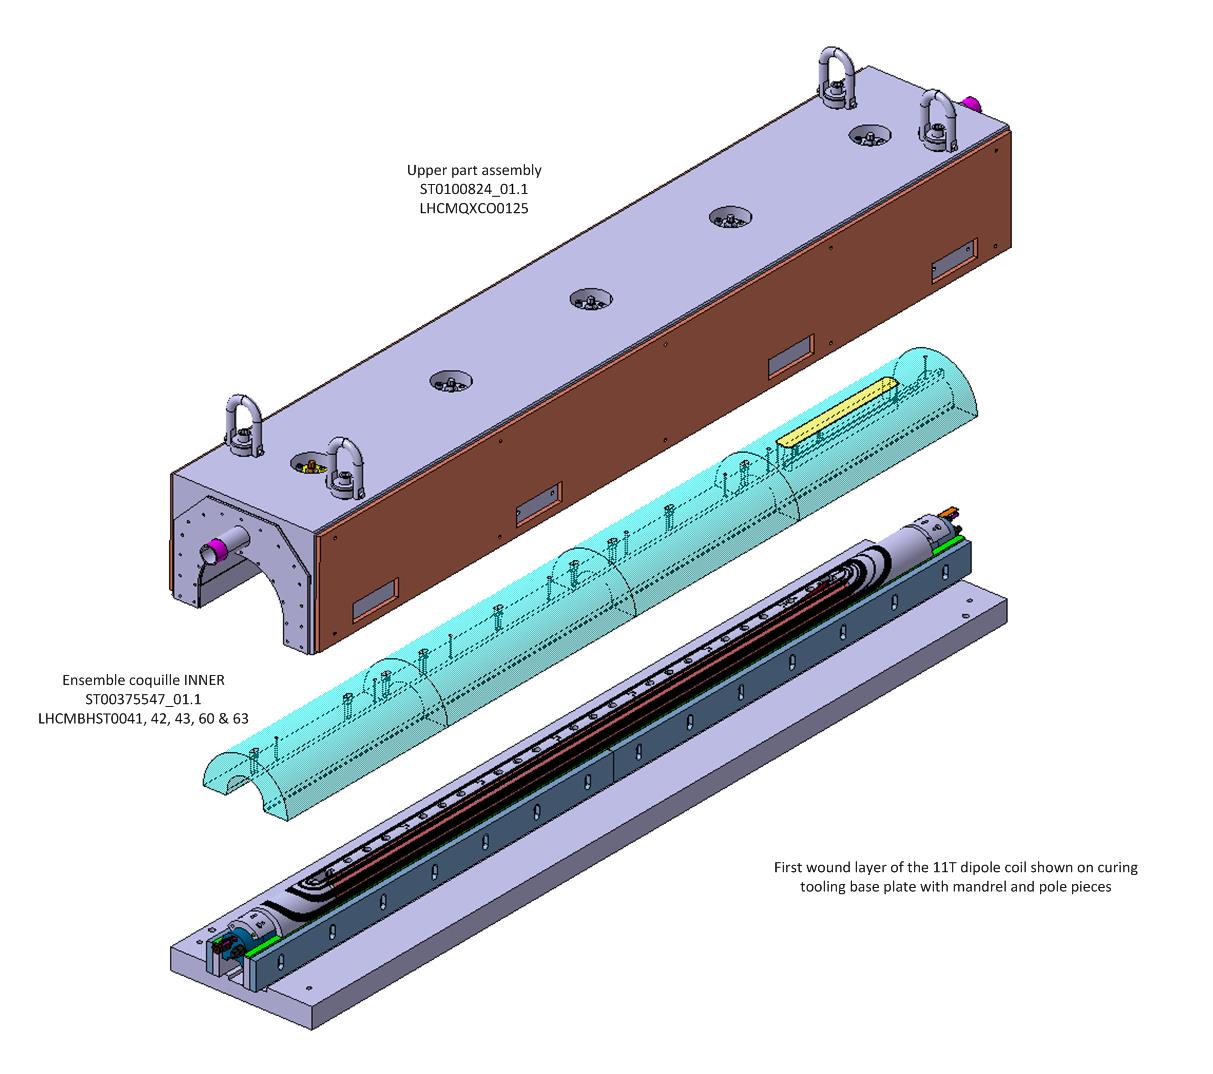 Upper part assembly
ST0100824_01.1
LHCMQXCO0125
Ensemble coquille INNER
ST00375547_01.1
LHCMBHST0041, 42, 43, 60 & 63
First wound layer of the 11T dipole coil shown on curing
tooling base plate with mandrel and pole pieces